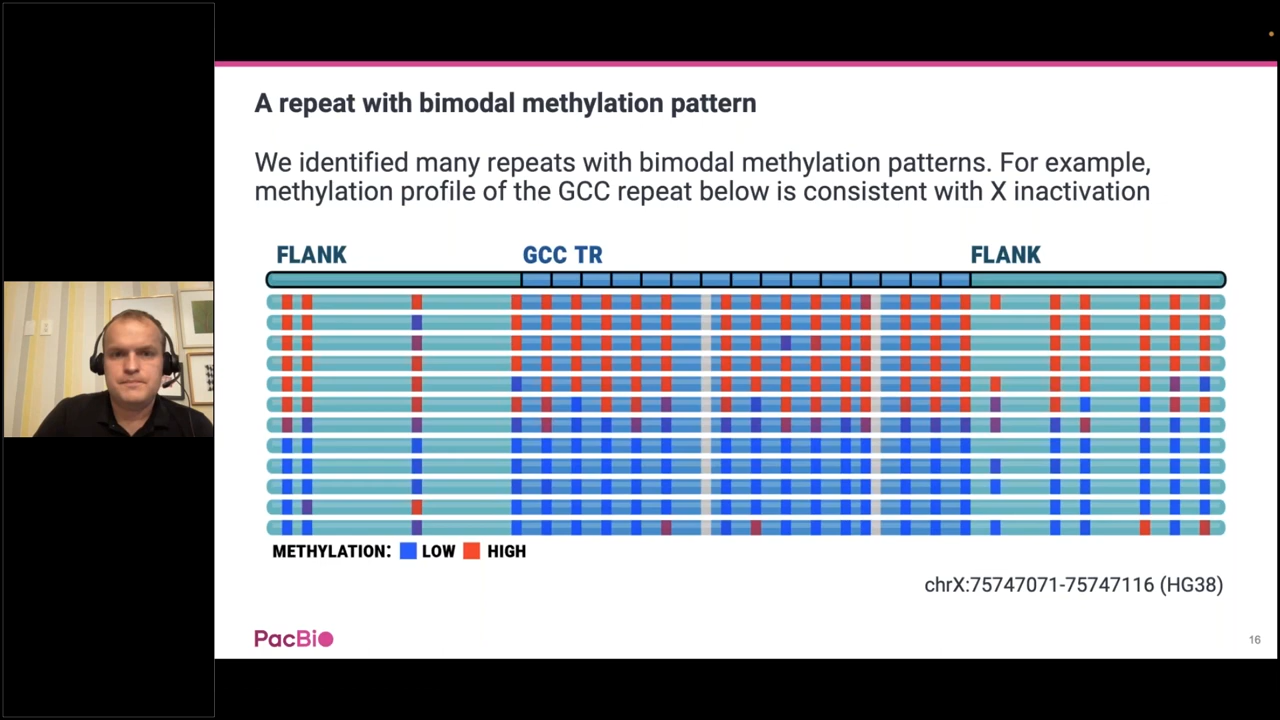 A repeat with bimodal methylation pattern
We identified many repeats with bimodal methylation patterns. For example,
methylation profile of the GCC repeat below is consistent with X inactivation
FLANK GCC TR FLANK
METHYLATION: LOW HIGH
chrX:75747071-75747116 (HG38)
PacBio 16